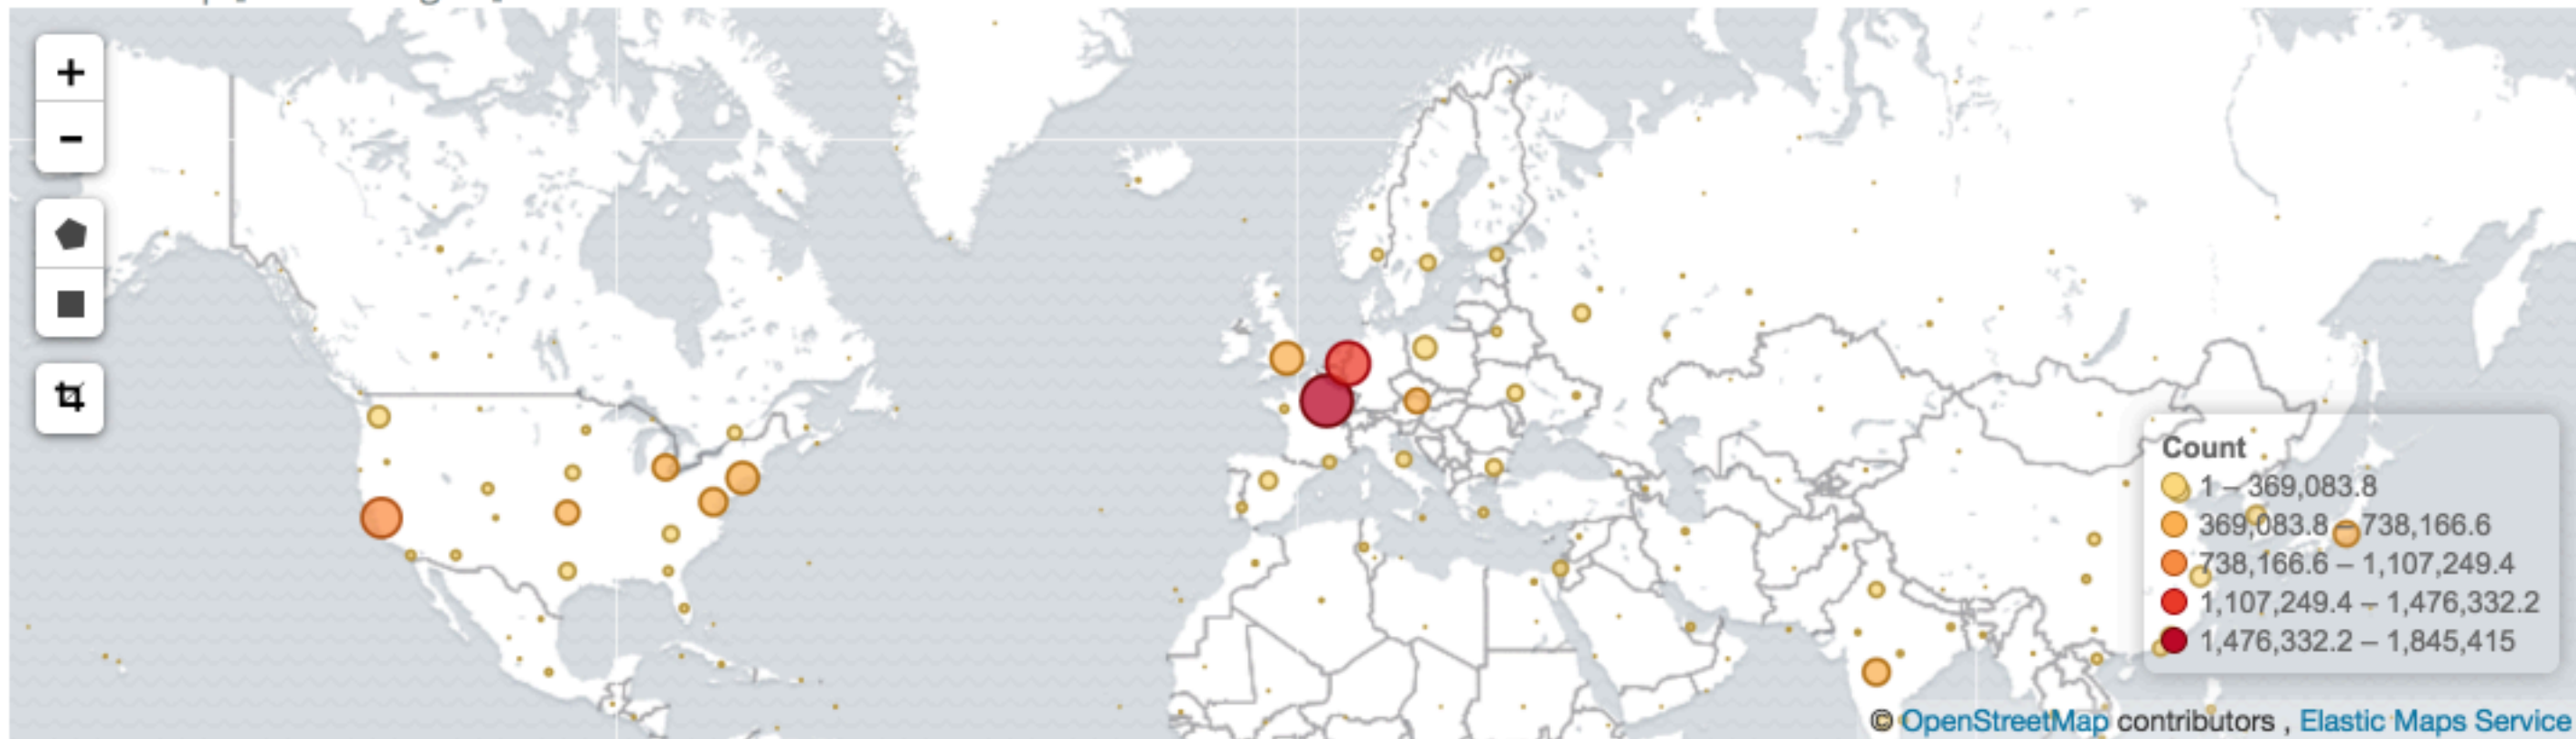 +
-
Count
1 – 369,083.8
369,083.8 – 738,166.6
738,166.6 – 1,107,249.4
1,107,249.4 – 1,476,332.2
1,476,332.2 – 1,845,415
© OpenStreetMap contributors , Elastic Maps Service